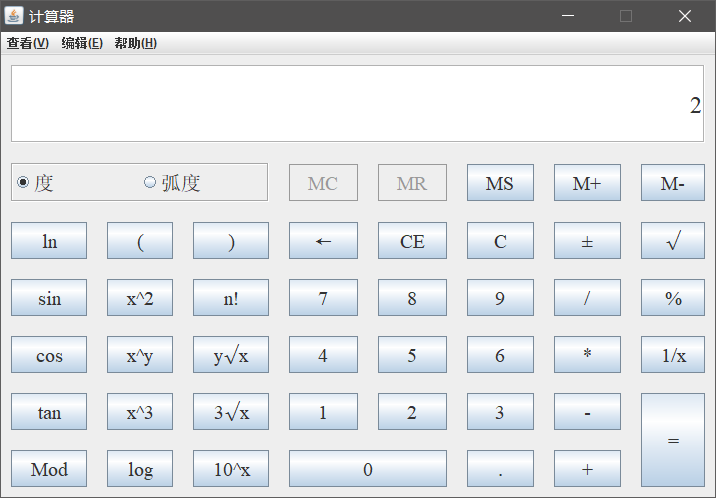 计算器
查看(V) 编辑(E) 帮助(H)
2
度 弧度 MC MR MS M+ M-
ln ( ) ← CE C ± √
sin x^2 n! 7 8 9 / %
cos x^y y√x 4 5 6 * 1/x
tan x^3 3√x 1 2 3 - =
Mod log 10^x 0 . +